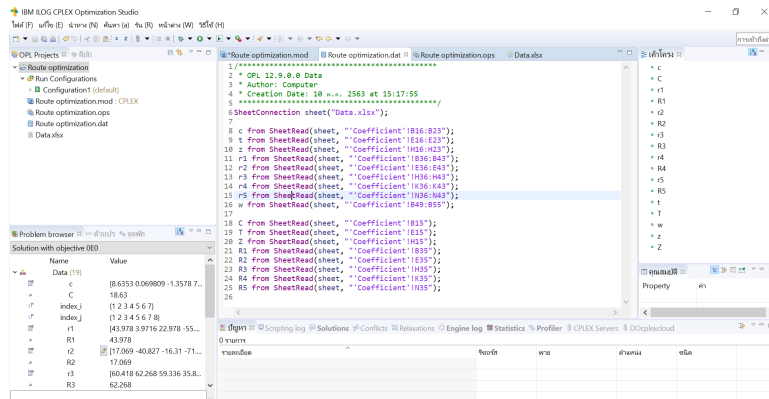 IBM ILOG CPLEX Optimization Studio
ไฟล์ (F) แก้ไข (E) นำทาง (N) ค้นหา (a) รัน (R) หน้าต่าง (W) วิธีใช้ (H)
OPL Projects
Route optimization
Run Configurations
Configuration1 (default)
Route optimization.mod : CPLEX
Route optimization.ops
Route optimization.dat
Data.xlsx
*Route optimization.mod Route optimization.dat Route optimization.ops Data.xlsx
1 /********************************************
2 * OPL 12.9.0.0 Data
3 * Author: Computer
4 * Creation Date: 10 พ.ค. 2563 at 15:17:55
5 ********************************************/
6 SheetConnection sheet("Data.xlsx");
7
8 c from SheetRead(sheet, "'Coefficient'!B16:B23");
9 t from SheetRead(sheet, "'Coefficient'!E16:E23");
10 z from SheetRead(sheet, "'Coefficient'!H16:H23");
11 r1 from SheetRead(sheet, "'Coefficient'!B36:B43");
12 r2 from SheetRead(sheet, "'Coefficient'!E36:E43");
13 r3 from SheetRead(sheet, "'Coefficient'!H36:H43");
14 r4 from SheetRead(sheet, "'Coefficient'!K36:K43");
15 r5 from SheetRead(sheet, "'Coefficient'!N36:N43");
16 w from SheetRead(sheet, "'Coefficient'!B49:B55");
17
18 C from SheetRead(sheet, "'Coefficient'!B15");
19 T from SheetRead(sheet, "'Coefficient'!E15");
20 Z from SheetRead(sheet, "'Coefficient'!H15");
21 R1 from SheetRead(sheet, "'Coefficient'!B35");
22 R2 from SheetRead(sheet, "'Coefficient'!E35");
23 R3 from SheetRead(sheet, "'Coefficient'!H35");
24 R4 from SheetRead(sheet, "'Coefficient'!K35");
25 R5 from SheetRead(sheet, "'Coefficient'!N35");
26
เค้าโครง
c
C
r1
R1
r2
R2
r3
R3
r4
R4
r5
R5
t
T
w
z
Z
Problem browser ตัวแปร จุดพัก
Solution with objective 0E0
Name Value
Data (19)
c [8.6353 0.069809 -1.3578 7...
C 18.63
index_i {1 2 3 4 5 6 7}
index_j {1 2 3 4 5 6 7 8}
r1 [43.978 3.9716 22.978 -55....
R1 43.978
r2 [17.069 -40.827 -16.31 -71....
R2 17.069
r3 [60.418 62.268 59.336 35.8...
R3 62.268
คุณสมบัติ
Property ค่า
ปัญหา Scripting log Solutions Conflicts Relaxations Engine log Statistics Profiler CPLEX Servers DOcplexcloud
0 รายการ
รายละเอียด รีซอร์ส พาธ ตำแหน่ง ชนิด